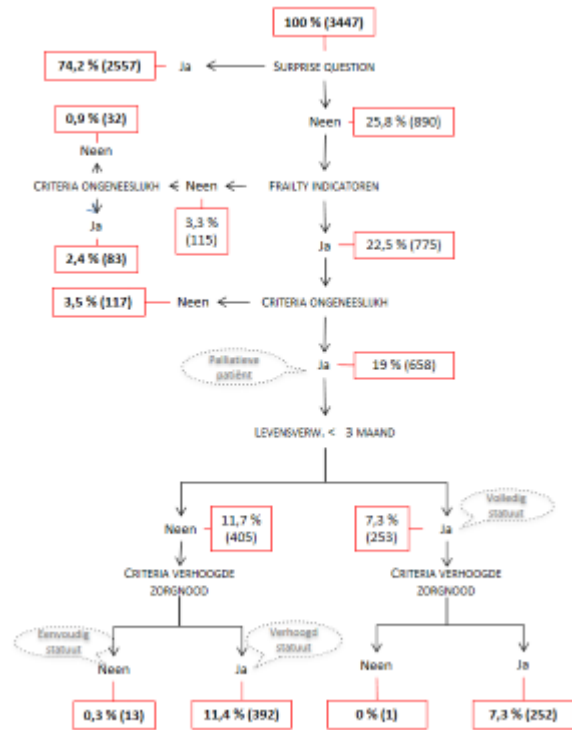 100 % (3447)
74,2 % (2557) Ja SURPRISE QUESTION
0,9 % (32) Neen 25,8 % (890)
Neen
CRITERIA ONGENEESLIJKH Neen FRAILTY INDICATOREN
Ja 3,3 % (115) Ja 22,5 % (775)
2,4 % (83)
3,5 % (117) Neen CRITERIA ONGENEESLIJKH
Palliatieve patiënt Ja 19 % (658)
LEVENSVERW. < 3 MAAND
Volledig statuut
Neen 11,7 % (405) 7,3 % (253) Ja
CRITERIA VERHOOGDE ZORGNOOD CRITERIA VERHOOGDE ZORGNOOD
Eenvoudig statuut Verhoogd statuut
Neen Ja Neen Ja
0,3 % (13) 11,4 % (392) 0 % (1) 7,3 % (252)